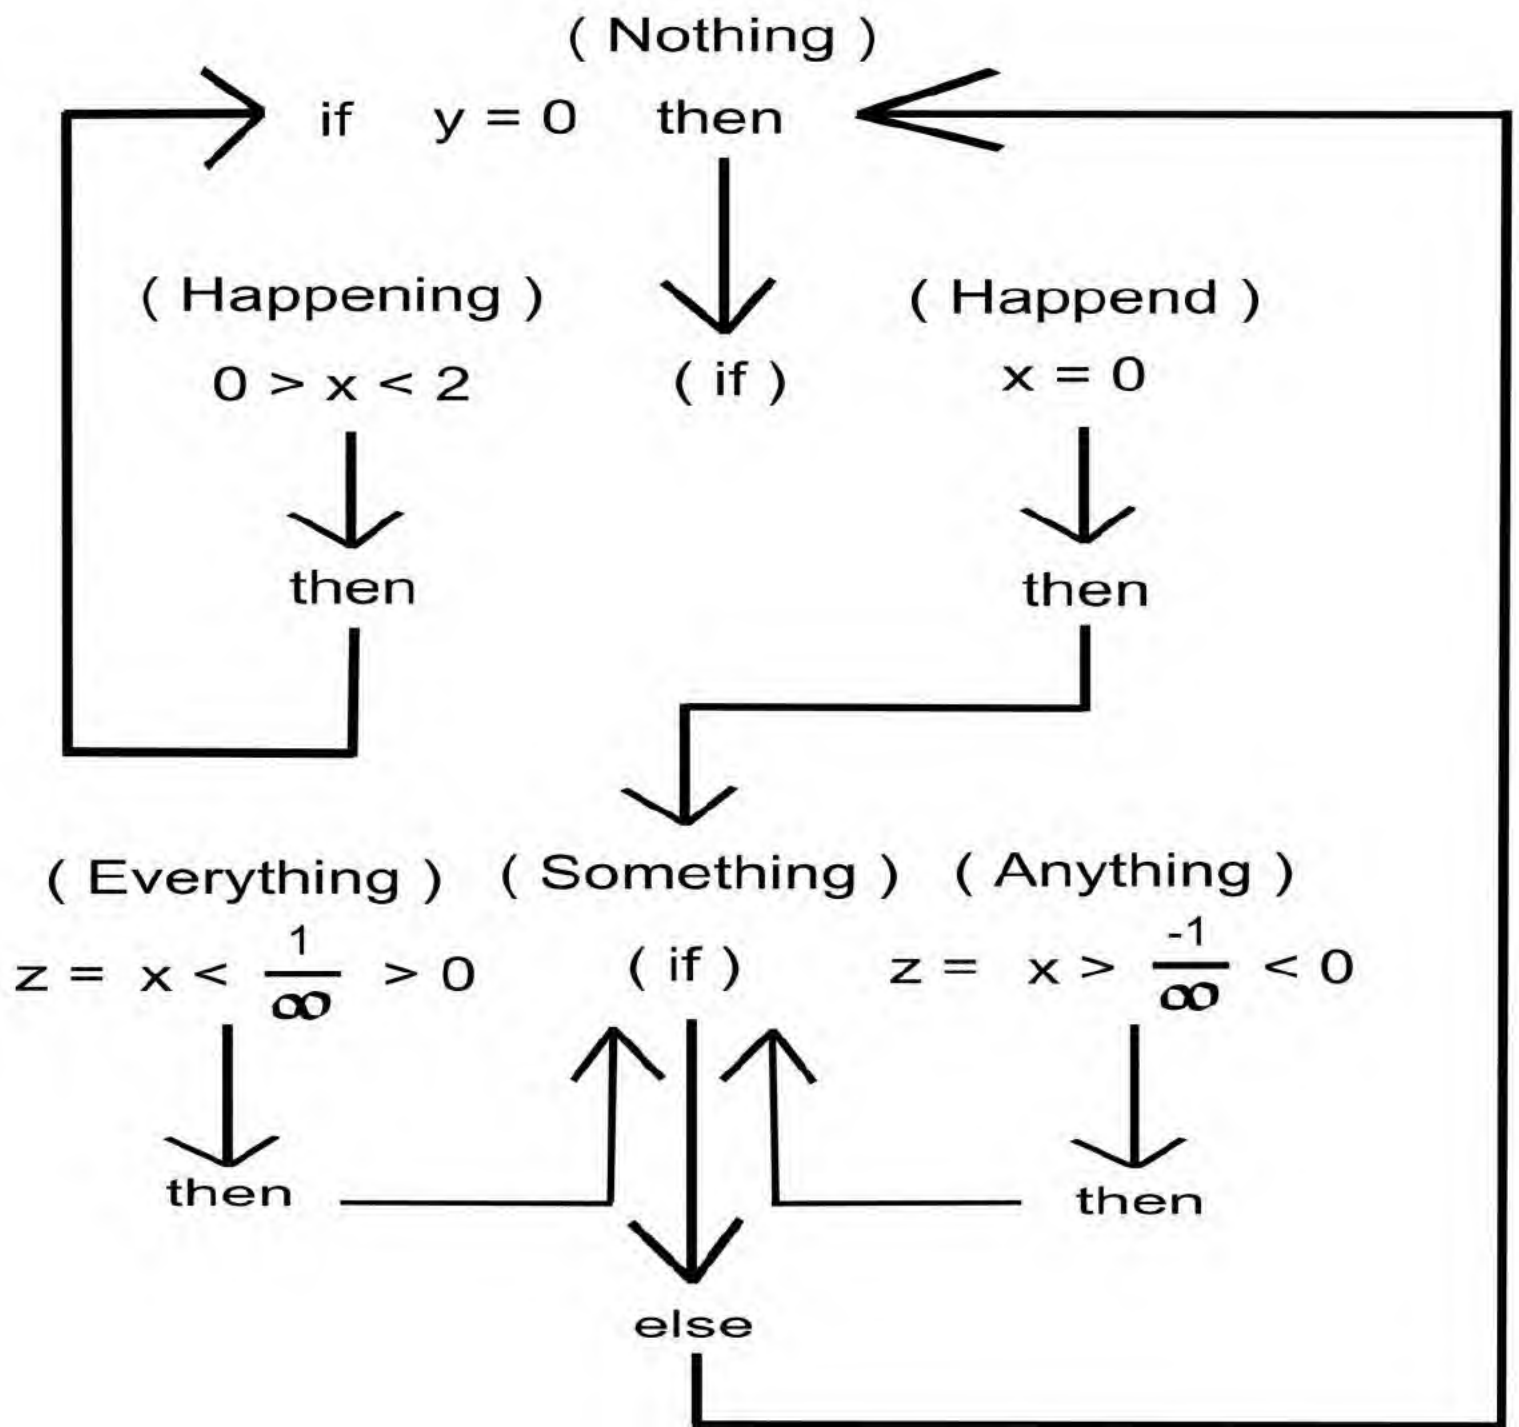 ( Nothing )
if y = 0 then
( Happening ) ( Happend )
0 > x < 2 ( if ) x = 0
then then
( Everything ) ( Something ) ( Anything )
z = x < 1/∞ > 0 ( if ) z = x > -1/∞ < 0
then then
else